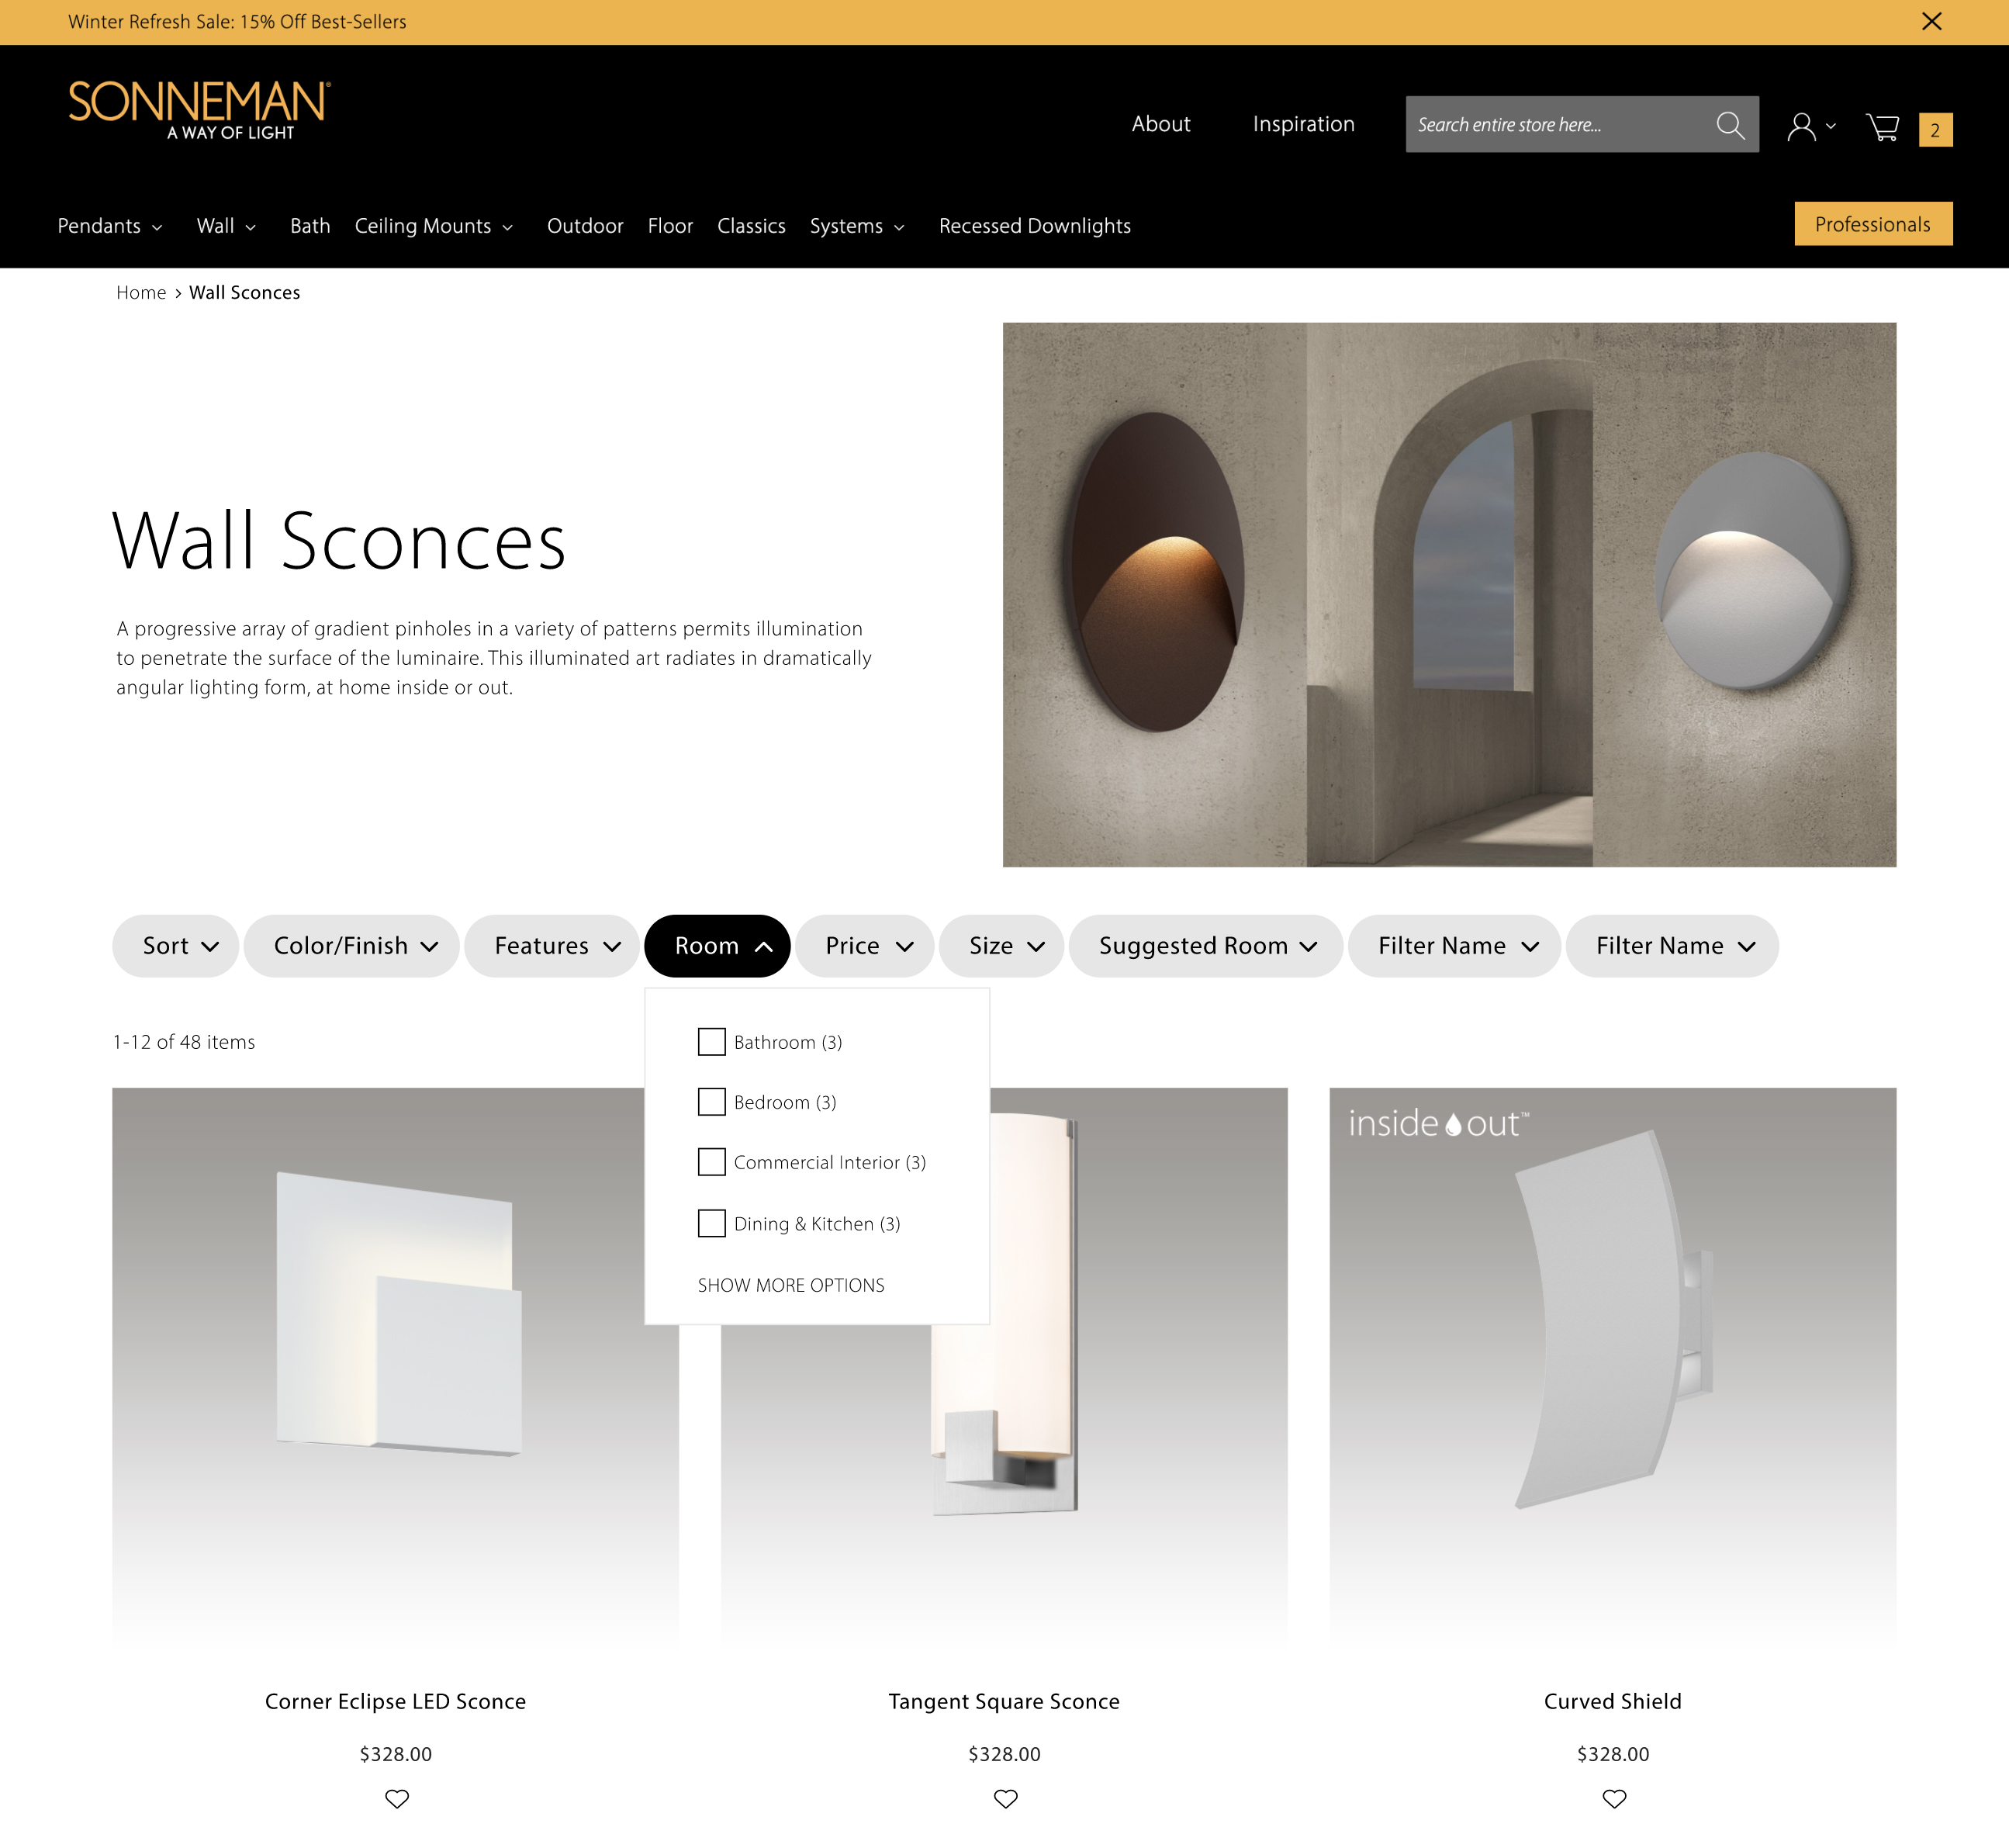 Winter Refresh Sale: 15% Off Best-Sellers
SONNEMAN®
A WAY OF LIGHT
About
Inspiration
Search entire store here...
2
Pendants
Wall
Bath
Ceiling Mounts
Outdoor
Floor
Classics
Systems
Recessed Downlights
Professionals
Home > Wall Sconces
Wall Sconces
A progressive array of gradient pinholes in a variety of patterns permits illumination
to penetrate the surface of the luminaire. This illuminated art radiates in dramatically
angular lighting form, at home inside or out.
Sort
Color/Finish
Features
Room
Price
Size
Suggested Room
Filter Name
Filter Name
1-12 of 48 items
Bathroom (3)
Bedroom (3)
Commercial Interior (3)
Dining & Kitchen (3)
SHOW MORE OPTIONS
inside out™
Corner Eclipse LED Sconce
$328.00
Tangent Square Sconce
$328.00
Curved Shield
$328.00